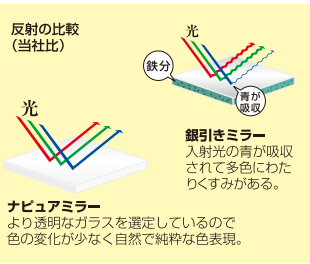 反射の比較
（当社比）
光
鉄分
青が
吸収
銀引きミラー
入射光の青が吸収
されて多色にわた
りくすみがある。
光
ナピュアミラー
より透明なガラスを選定しているので
色の変化が少なく自然で純粋な色表現。